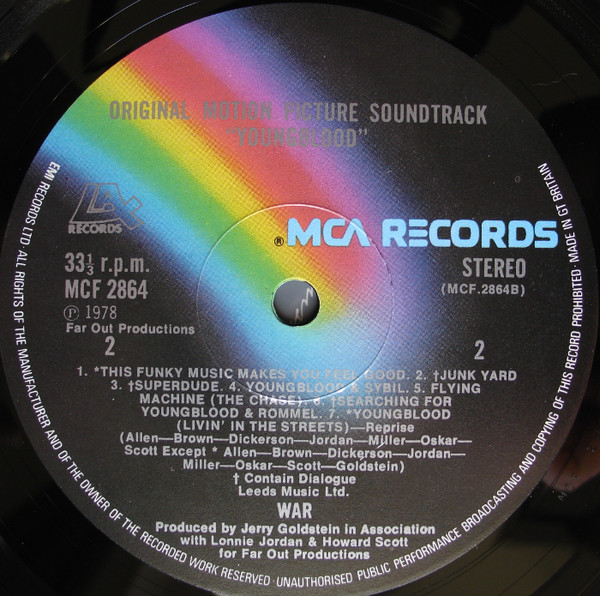 ORIGINAL MOTION PICTURE SOUNDTRACK
"YOUNGBLOOD"
LAX
RECORDS
® MCA RECORDS
33⅓ r.p.m.
MCF 2864
Ⓟ 1978
Far Out Productions
2
STEREO
(MCF.2864B)
2
1. *THIS FUNKY MUSIC MAKES YOU FEEL GOOD. 2. †JUNK YARD
3. †SUPERDUDE. 4. YOUNGBLOOD & SYBIL. 5. FLYING
MACHINE (THE CHASE). 6. †SEARCHING FOR
YOUNGBLOOD & ROMMEL. 7. *YOUNGBLOOD
(LIVIN' IN THE STREETS)—Reprise
(Allen—Brown—Dickerson—Jordan—Miller—Oskar—
Scott Except * Allen—Brown—Dickerson—Jordan—
Miller—Oskar—Scott—Goldstein)
† Contain Dialogue
Leeds Music Ltd.
WAR
Produced by Jerry Goldstein in Association
with Lonnie Jordan & Howard Scott
for Far Out Productions
EMI RECORDS LTD·ALL RIGHTS OF THE MANUFACTURER AND OF THE OWNER OF THE RECORDED WORK RESERVED·UNAUTHORISED PUBLIC PERFORMANCE BROADCASTING AND COPYING OF THIS RECORD PROHIBITED·MADE IN GT BRITAIN